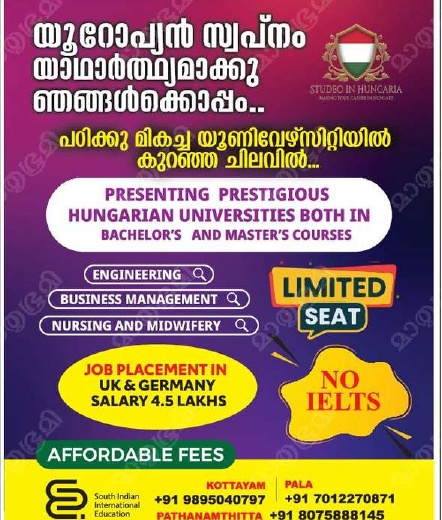 യൂറോപ്യൻ സ്വപ്നം
യാഥാർത്ഥ്യമാക്കു
ഞങ്ങൾക്കൊപ്പം..
STUDEO IN HUNGARIA
പഠിക്കു മികച്ച യൂണിവേഴ്സിറ്റിയിൽ
കുറഞ്ഞ ചിലവിൽ...
PRESENTING PRESTIGIOUS
HUNGARIAN UNIVERSITIES BOTH IN
BACHELOR'S AND MASTER'S COURSES
ENGINEERING
BUSINESS MANAGEMENT
NURSING AND MIDWIFERY
LIMITED
SEAT
JOB PLACEMENT IN
UK & GERMANY
SALARY 4.5 LAKHS
NO
IELTS
AFFORDABLE FEES
South Indian
International
Education
KOTTAYAM
+91 9895040797
PALA
+91 7012270871
PATHANAMTHITTA +91 8075888145
മാതൃഭൂമി